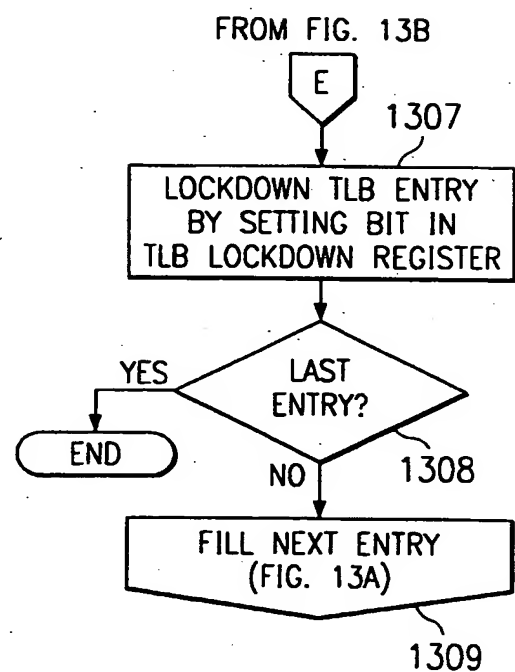 FROM FIG. 13B
E
1307
LOCKDOWN TLB ENTRY
BY SETTING BIT IN
TLB LOCKDOWN REGISTER
YES
LAST
ENTRY?
END
NO
1308
FILL NEXT ENTRY
(FIG. 13A)
1309